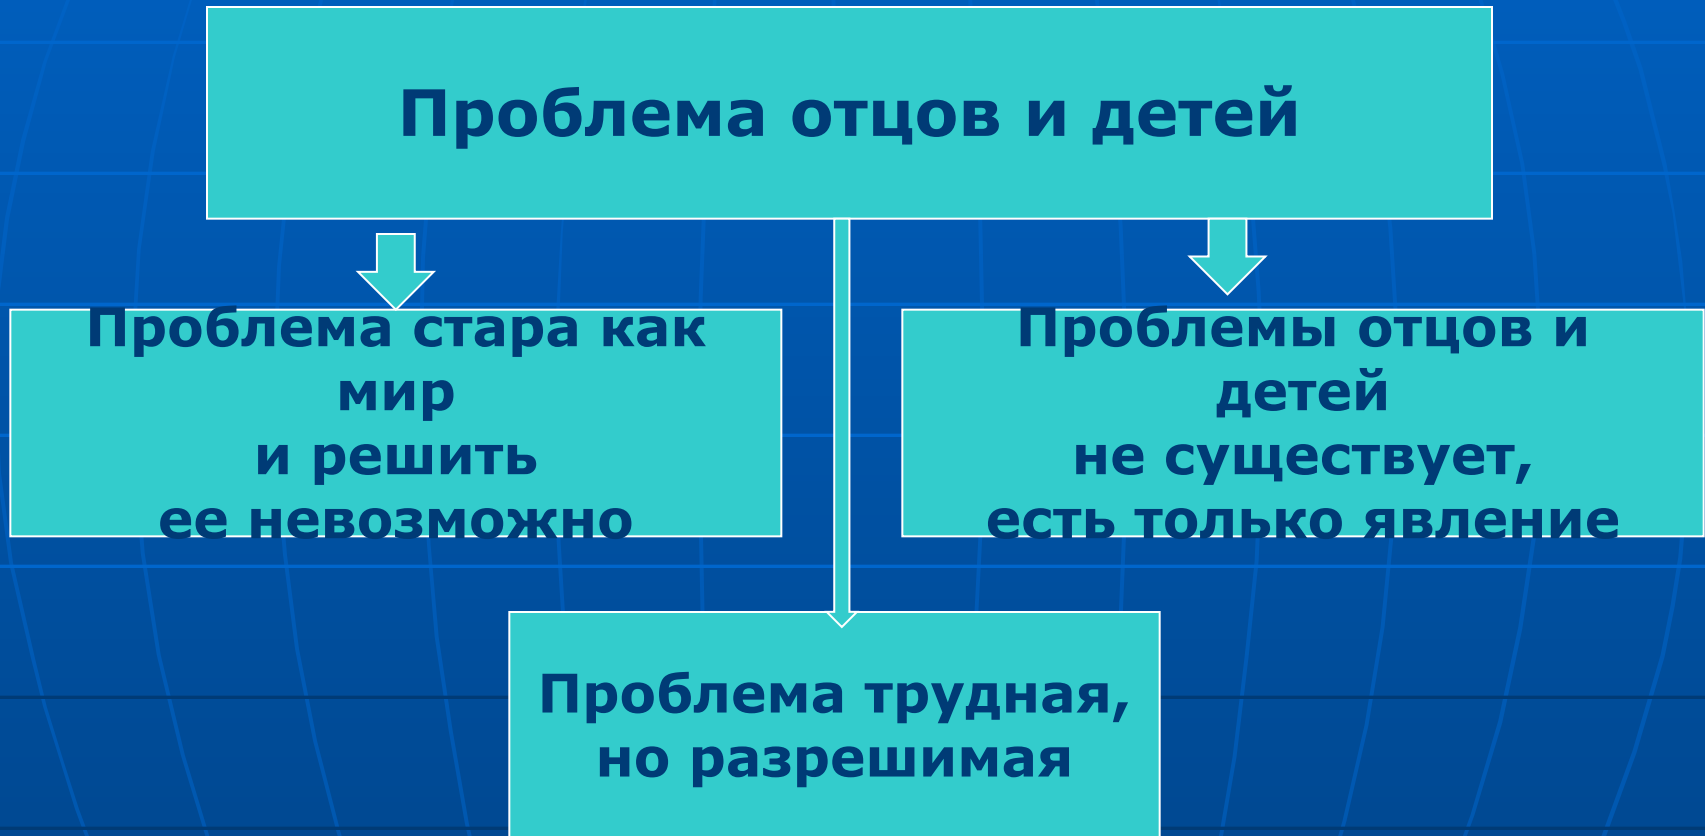 Проблема отцов и детей
Проблема стара как
мир
и решить
ее невозможно
Проблемы отцов и
детей
не существует,
есть только явление
Проблема трудная,
но разрешимая